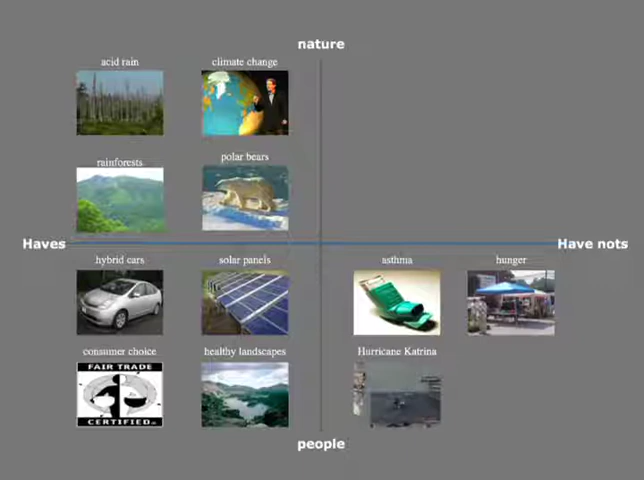 nature
acid rain
climate change
rainforests
polar bears
Haves
Have nots
hybrid cars
solar panels
asthma
hunger
consumer choice
healthy landscapes
Hurricane Katrina
FAIR TRADE
CERTIFIED
people